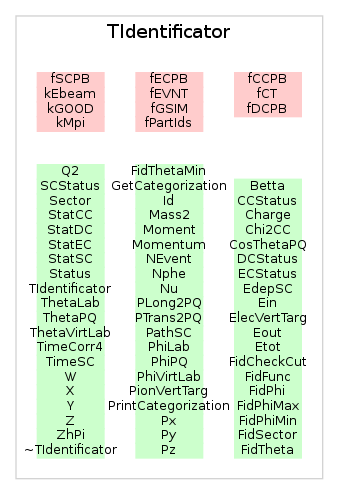 TIdentificator
fSCPB
kEbeam
kGOOD
kMpi
fECPB
fEVNT
fGSIM
fPartIds
fCCPB
fCT
fDCPB
Q2
SCStatus
Sector
StatCC
StatDC
StatEC
StatSC
Status
TIdentificator
ThetaLab
ThetaPQ
ThetaVirtLab
TimeCorr4
TimeSC
W
X
Y
Z
ZhPi
~TIdentificator
FidThetaMin
GetCategorization
Id
Mass2
Moment
Momentum
NEvent
Nphe
Nu
PLong2PQ
PTrans2PQ
PathSC
PhiLab
PhiPQ
PhiVirtLab
PionVertTarg
PrintCategorization
Px
Py
Pz
Betta
CCStatus
Charge
Chi2CC
CosThetaPQ
DCStatus
ECStatus
EdepSC
Ein
ElecVertTarg
Eout
Etot
FidCheckCut
FidFunc
FidPhi
FidPhiMax
FidPhiMin
FidSector
FidTheta